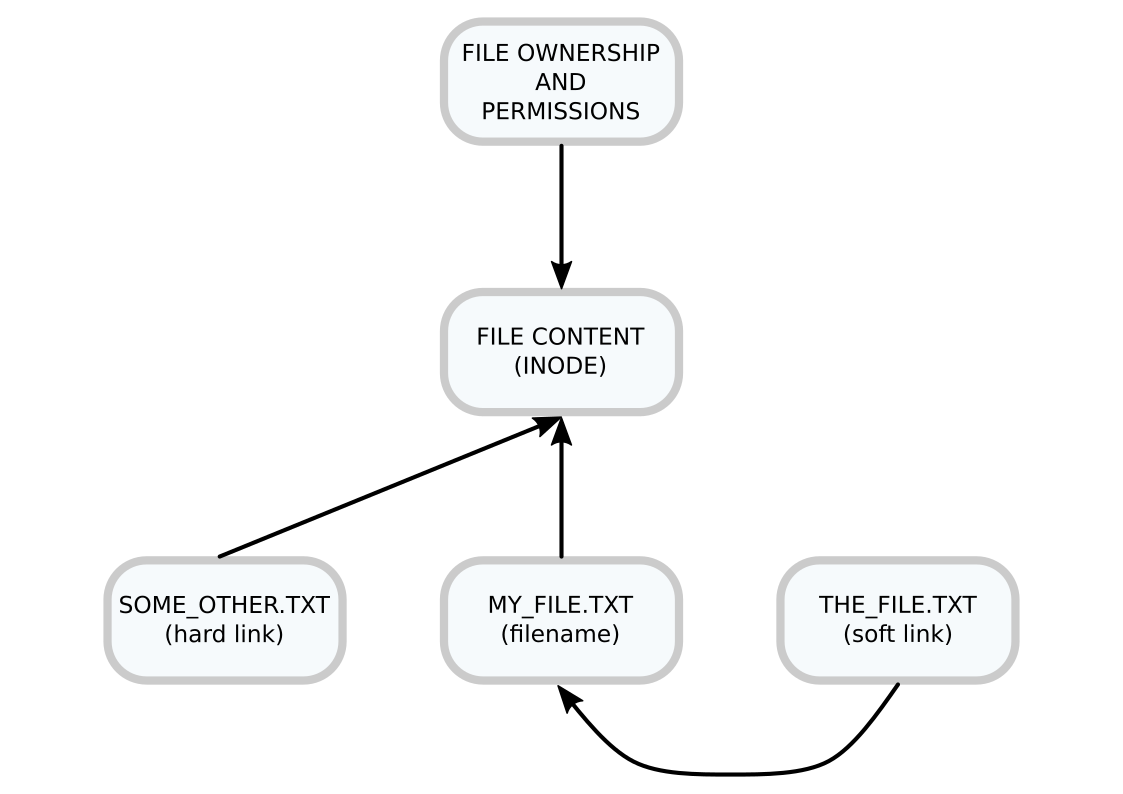 FILE OWNERSHIP
AND
PERMISSIONS
FILE CONTENT
(INODE)
SOME_OTHER.TXT
(hard link)
MY_FILE.TXT
(filename)
THE_FILE.TXT
(soft link)